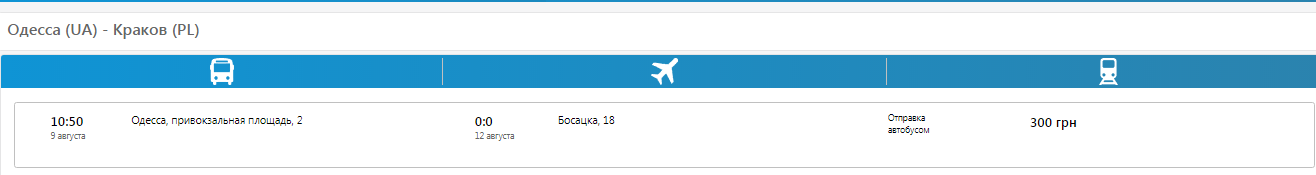 Одесса (UA) - Краков (PL)
10:50
9 августа
Одесса, привокзальная площадь, 2
0:0
12 августа
Босацка, 18
Отправка
автобусом
300 грн